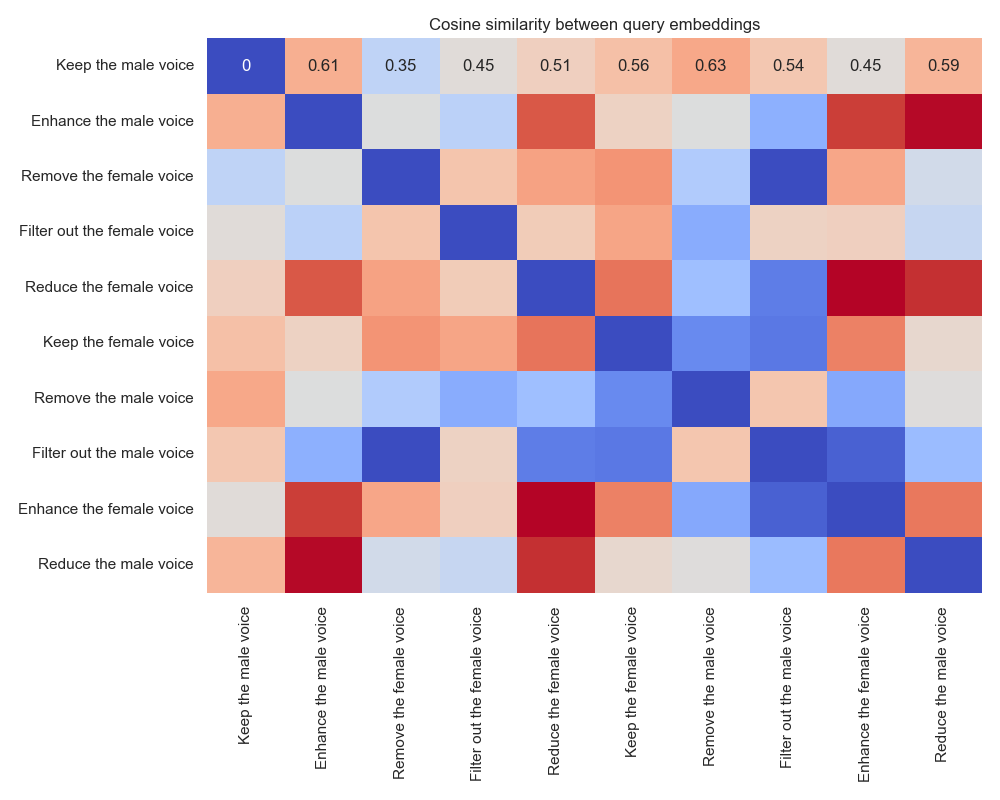 Cosine similarity between query embeddings
Keep the male voice 0 0.61 0.35 0.45 0.51 0.56 0.63 0.54 0.45 0.59
Enhance the male voice
Remove the female voice
Filter out the female voice
Reduce the female voice
Keep the female voice
Remove the male voice
Filter out the male voice
Enhance the female voice
Reduce the male voice
Keep the male voice
Enhance the male voice
Remove the female voice
Filter out the female voice
Reduce the female voice
Keep the female voice
Remove the male voice
Filter out the male voice
Enhance the female voice
Reduce the male voice